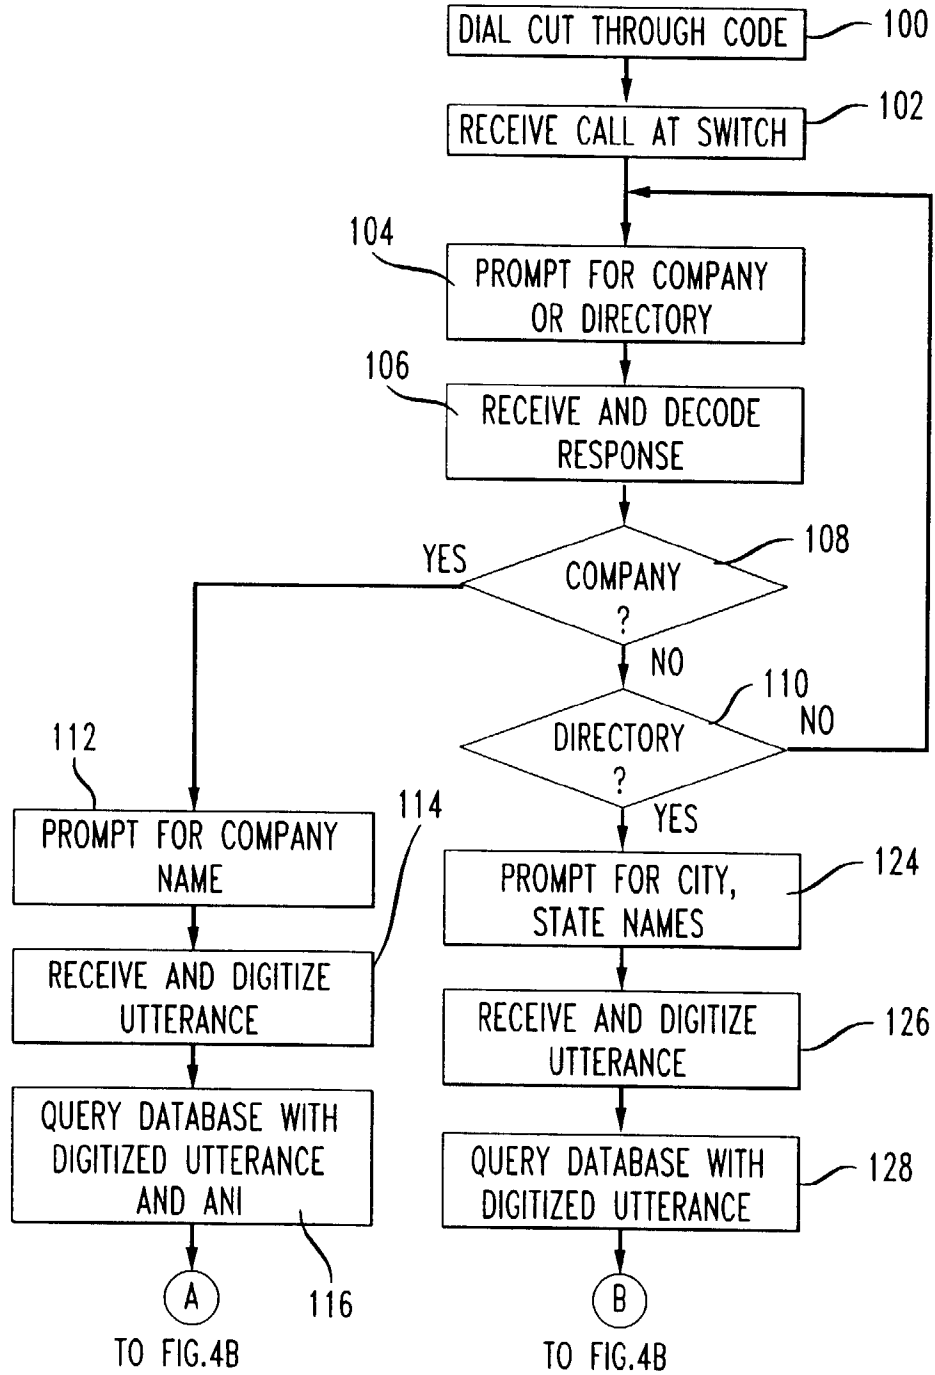 DIAL CUT THROUGH CODE
100
RECEIVE CALL AT SWITCH
102
104
PROMPT FOR COMPANY
OR DIRECTORY
106
RECEIVE AND DECODE
RESPONSE
108
YES
COMPANY
?
NO
110
NO
DIRECTORY
?
YES
112
PROMPT FOR COMPANY
NAME
114
RECEIVE AND DIGITIZE
UTTERANCE
QUERY DATABASE WITH
DIGITIZED UTTERANCE
AND ANI
116
A
TO FIG.4B
PROMPT FOR CITY,
STATE NAMES
124
RECEIVE AND DIGITIZE
UTTERANCE
126
QUERY DATABASE WITH
DIGITIZED UTTERANCE
128
B
TO FIG.4B